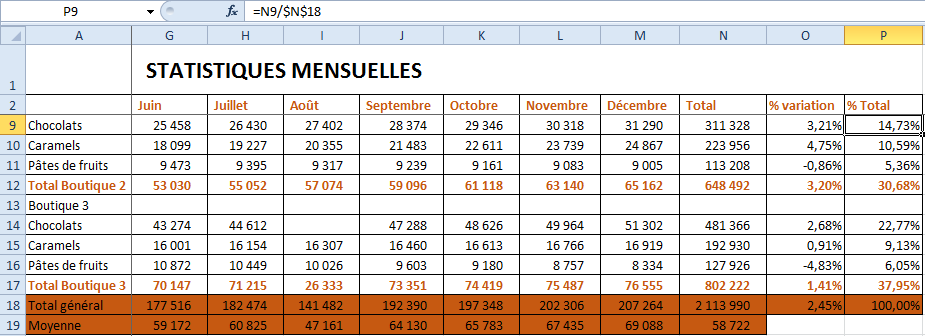 P9 fx =N9/$N$18
A G H I J K L M N O P
1 STATISTIQUES MENSUELLES
2 Juin Juillet Août Septembre Octobre Novembre Décembre Total % variation % Total
9 Chocolats 25 458 26 430 27 402 28 374 29 346 30 318 31 290 311 328 3,21% 14,73%
10 Caramels 18 099 19 227 20 355 21 483 22 611 23 739 24 867 223 956 4,75% 10,59%
11 Pâtes de fruits 9 473 9 395 9 317 9 239 9 161 9 083 9 005 113 208 -0,86% 5,36%
12 Total Boutique 2 53 030 55 052 57 074 59 096 61 118 63 140 65 162 648 492 3,20% 30,68%
13 Boutique 3
14 Chocolats 43 274 44 612 47 288 48 626 49 964 51 302 481 366 2,68% 22,77%
15 Caramels 16 001 16 154 16 307 16 460 16 613 16 766 16 919 192 930 0,91% 9,13%
16 Pâtes de fruits 10 872 10 449 10 026 9 603 9 180 8 757 8 334 127 926 -4,83% 6,05%
17 Total Boutique 3 70 147 71 215 26 333 73 351 74 419 75 487 76 555 802 222 1,41% 37,95%
18 Total général 177 516 182 474 141 482 192 390 197 348 202 306 207 264 2 113 990 2,45% 100,00%
19 Moyenne 59 172 60 825 47 161 64 130 65 783 67 435 69 088 58 722